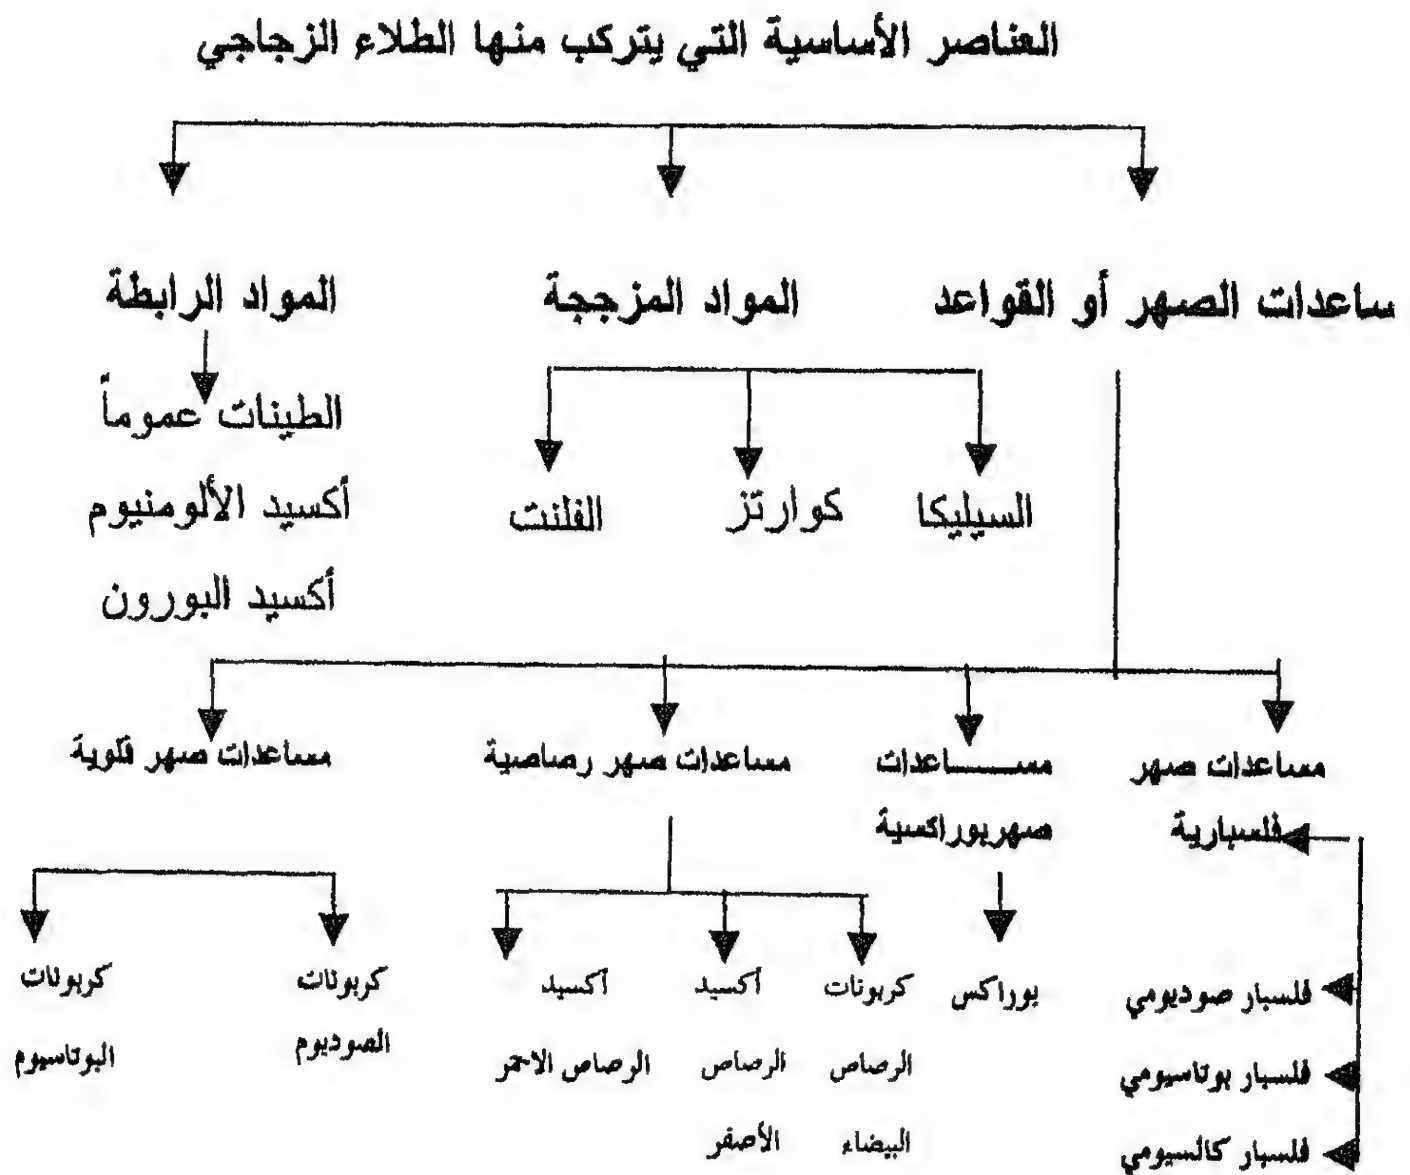 العناصر الأساسية التي يتركب منها الطلاء الزجاجي
ساعدات الصهر أو القواعد
المواد المزججة
المواد الرابطة
الطينات عموماً
أكسيد الألومنيوم
أكسيد البورون
السيليكا
كوارتز
الفلنت
مساعدات صهر
فلسبارية
مســـــاعدات
صهربوراكسية
مساعدات صهر رصاصية
مساعدات صهر قلوية
فلسبار صوديومي
فلسبار بوتاسيومي
فلسبار كالسيومي
بوراكس
كربونات
الرصاص
البيضاء
أكسيد
الرصاص
الأصفر
أكسيد
الرصاص الاحمر
كربونات
الصوديوم
كربونات
البوتاسيوم